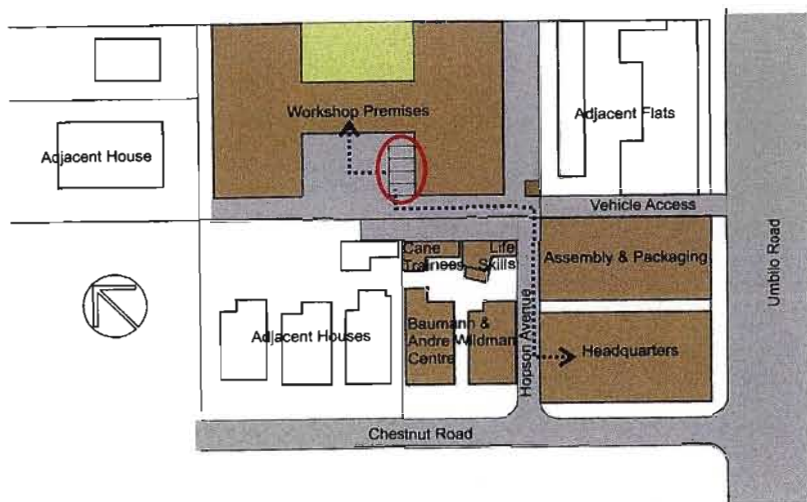 Workshop Premises
Adjacent Flats
Adjacent House
Vehicle Access
Cane
Trainees
Life
Skills
Assembly & Packaging
Umbilo Road
Adjacent Houses
Baumann &
Andre Wildman
Centre
Hopson Avenue
Headquarters
Chestnut Road